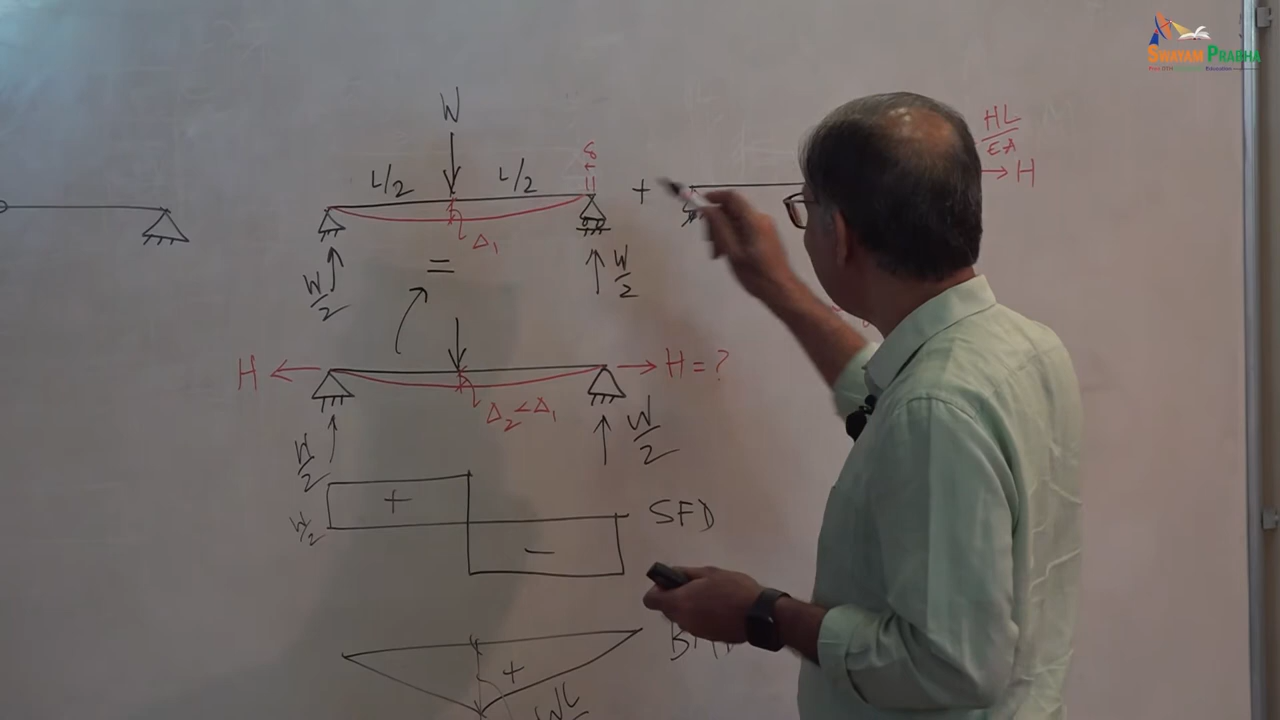 SWAYAM PRABHA
W
L/2
L/2
δ
+
HL/EA
H
Δ1
W/2
W/2
=
H
H = ?
Δ2 < Δ1
W/2
W/2
W/2
+
SFD
−
+